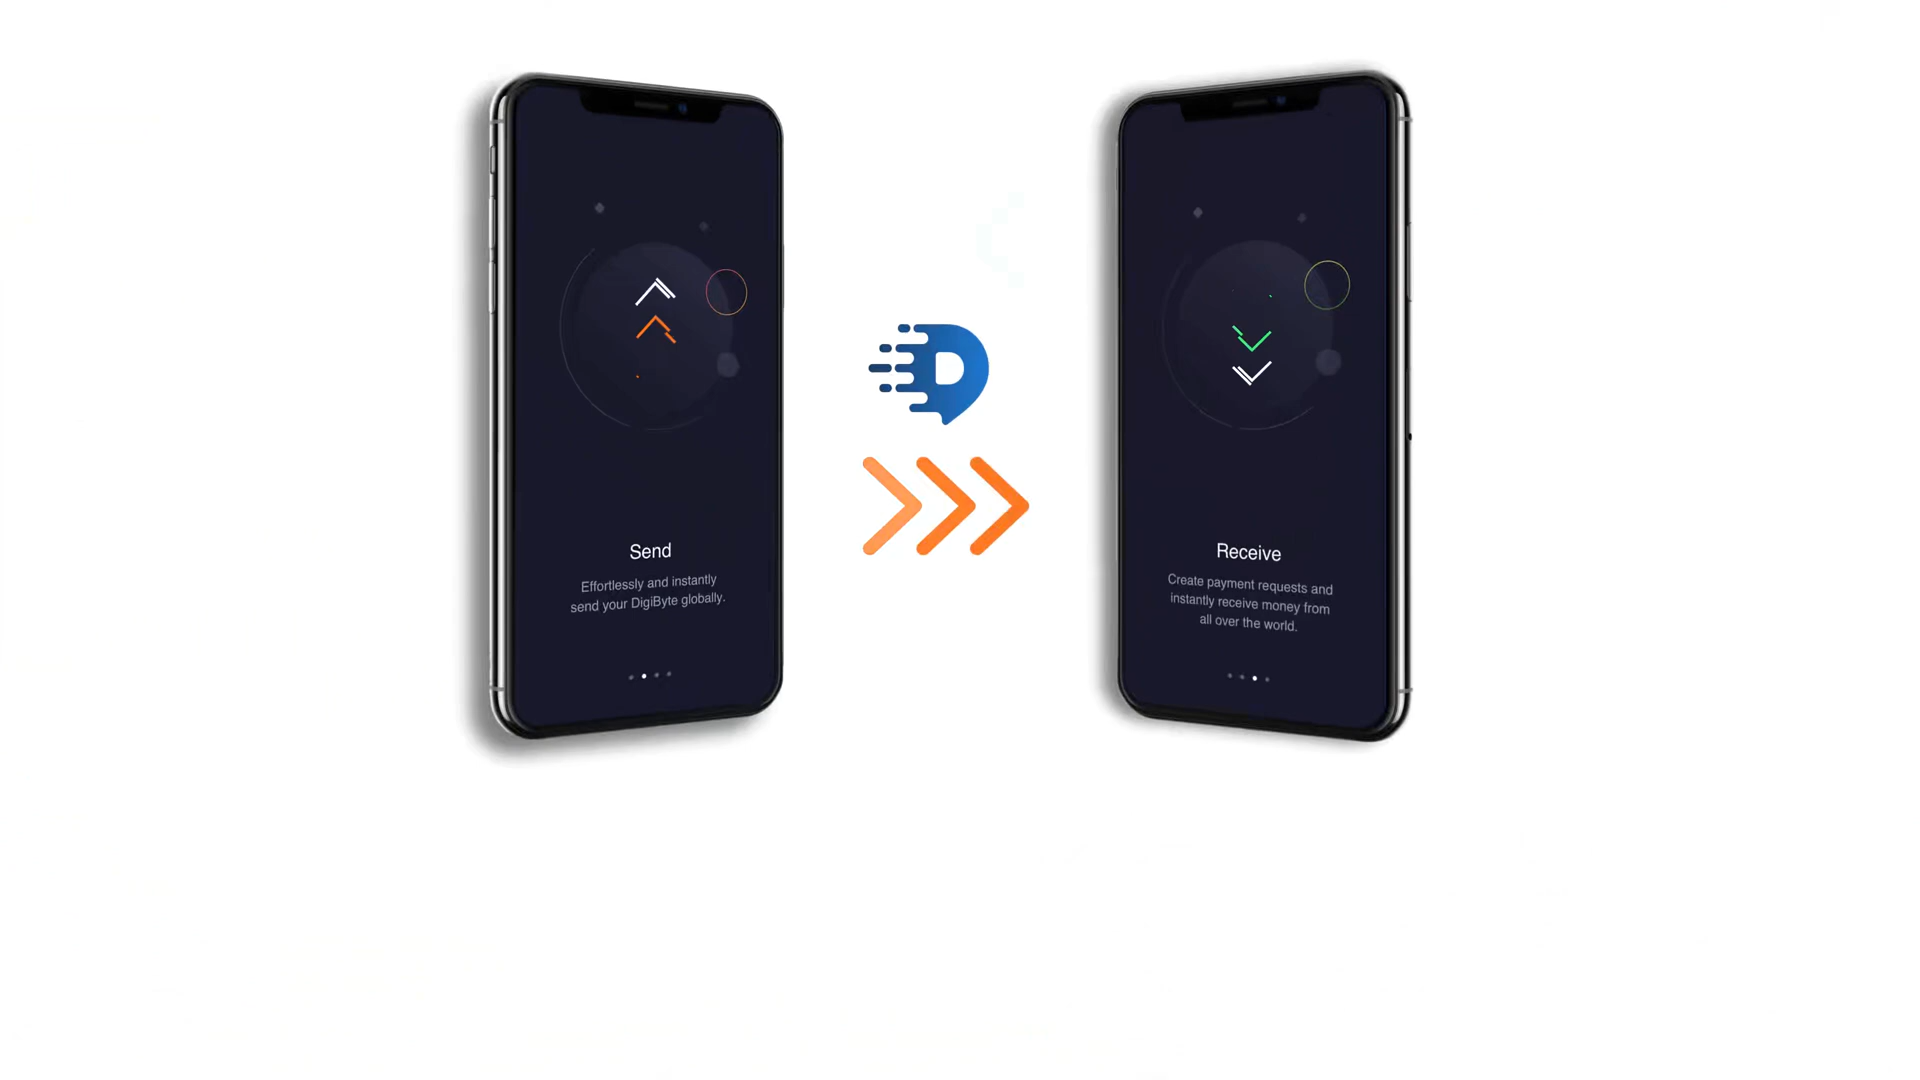 Send
Effortlessly and instantly
send your DigiByte globally.
D
Receive
Create payment requests and
instantly receive money from
all over the world.